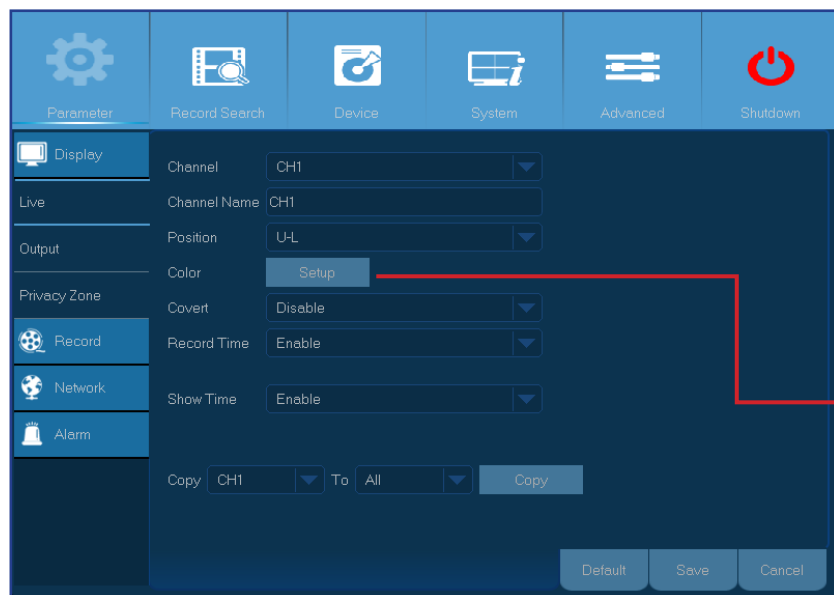 Parameter Record Search Device System Advanced Shutdown
Display
Live
Output
Privacy Zone
Record
Network
Alarm
Channel CH1
Channel Name CH1
Position U-L
Color Setup
Covert Disable
Record Time Enable
Show Time Enable
Copy CH1 To All Copy
Default Save Cancel